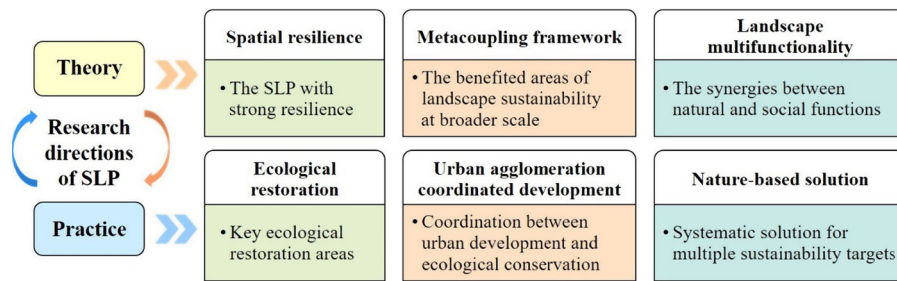 Theory
Research
directions
of SLP
Practice
Spatial resilience
• The SLP with
strong resilience
Metacoupling framework
• The benefited areas of
landscape sustainability
at broader scale
Landscape
multifunctionality
• The synergies between
natural and social functions
Ecological
restoration
• Key ecological
restoration areas
Urban agglomeration
coordinated development
• Coordination between
urban development and
ecological conservation
Nature-based solution
• Systematic solution for
multiple sustainability targets